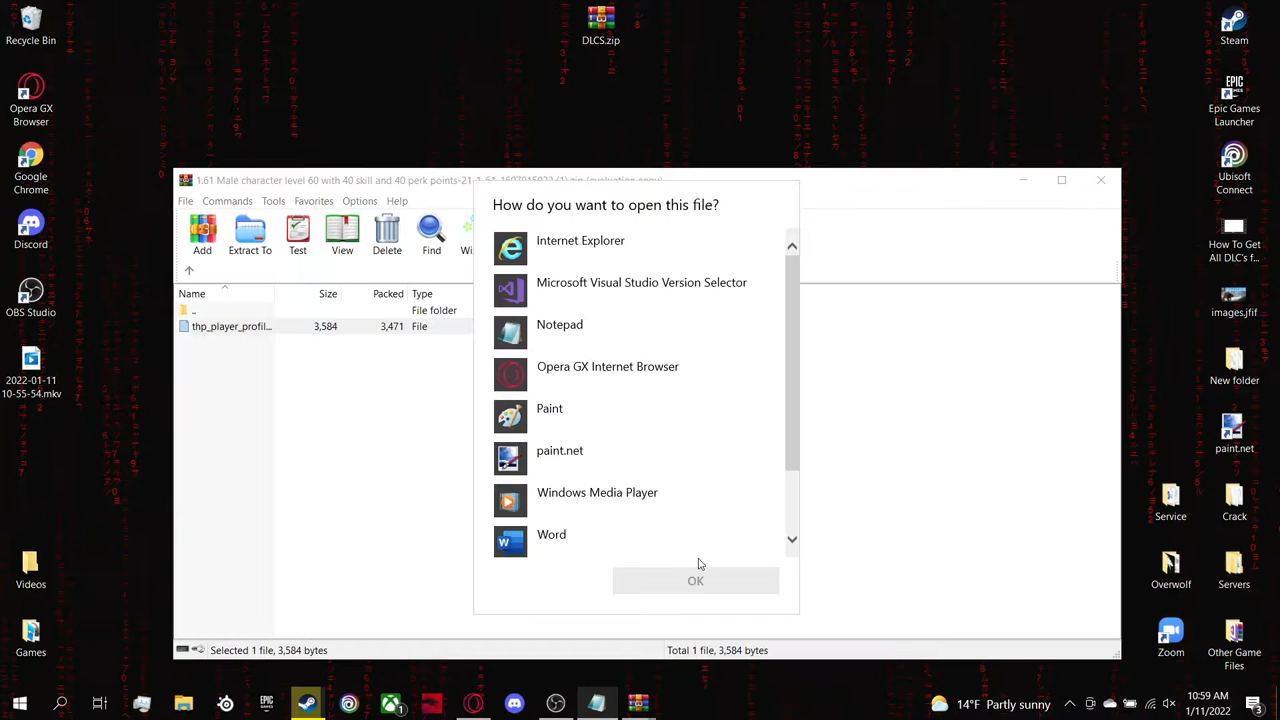 Recycle Bin
Opera GX
Browser
Google
Chrome
Discord
OBS Studio
2022-01-11
10-55-54.mkv
Videos
Games
DLCS.zip
Steam
Epic Games
Launcher
Ubisoft
Connect
How To Get
All DLC's f...
images.jfif
New folder
paint.net
Service
Crack
Overwolf
Servers
Zoom
Other Game
Files
1.61 Male character level 60 with 40 skill and 40 perk points-21-1-61-
File Commands Tools Favorites Options Help
Add Extract To Test View Delete Find Wi
Name Size Packed Type
.. File folder
thp_player_profil... 3,584 3,471 File
How do you want to open this file?
Internet Explorer
Microsoft Visual Studio Version Selector
Notepad
Opera GX Internet Browser
Paint
paint.net
Windows Media Player
Word
OK
Selected 1 file, 3,584 bytes Total 1 file, 3,584 bytes
EPIC
GAMES
14°F Partly sunny
10:59 AM
1/11/2022
3